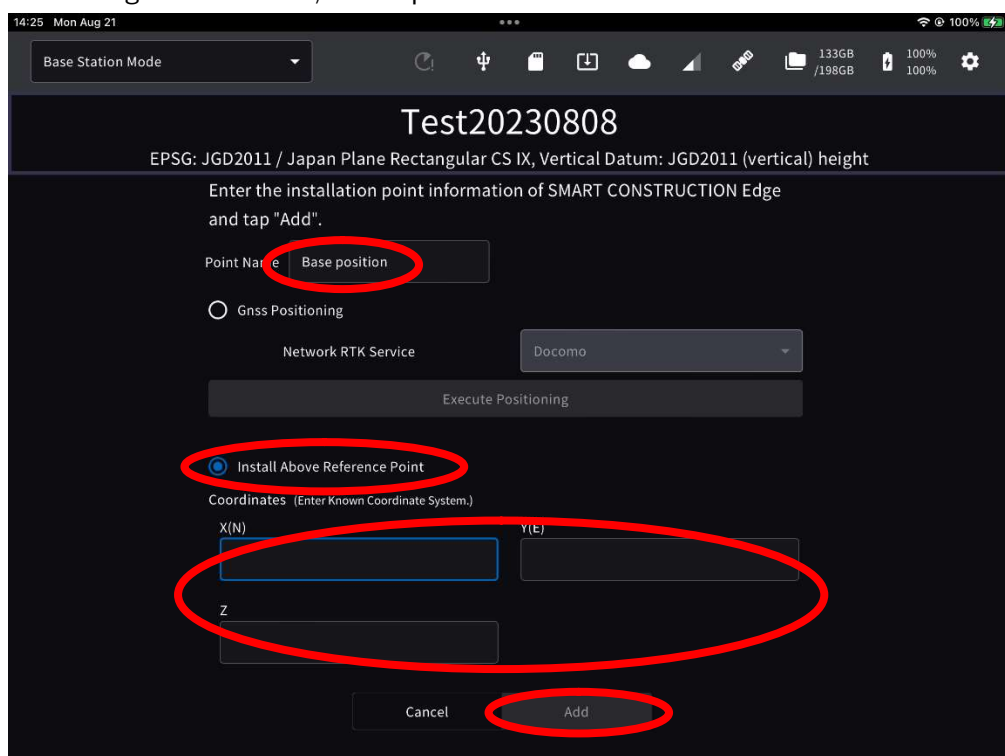 14:25 Mon Aug 21
100%
Base Station Mode
133GB
/198GB
100%
100%
Test20230808
EPSG: JGD2011 / Japan Plane Rectangular CS IX, Vertical Datum: JGD2011 (vertical) height
Enter the installation point information of SMART CONSTRUCTION Edge
and tap "Add".
Point Name Base position
Gnss Positioning
Network RTK Service Docomo
Execute Positioning
Install Above Reference Point
Coordinates (Enter Known Coordinate System.)
X(N) Y(E)
Z
Cancel Add